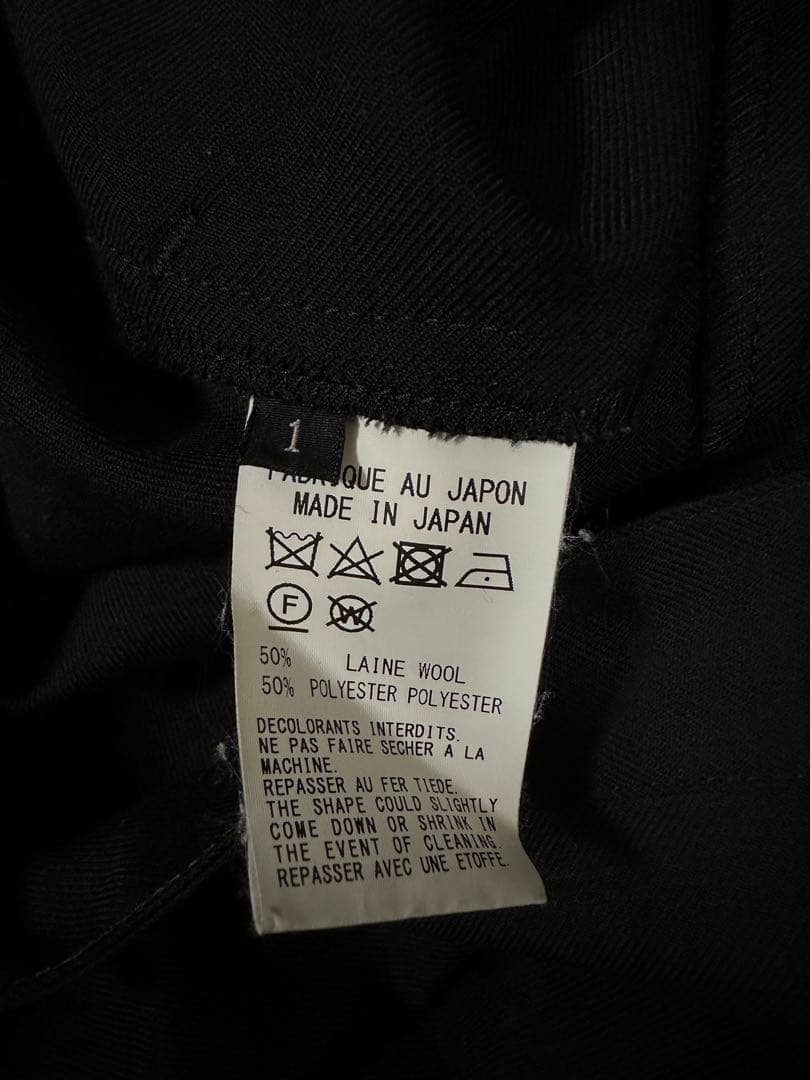 1
AU JAPON
MADE IN JAPAN
F
W
50% LAINE WOOL
50% POLYESTER POLYESTER
DECOLORANTS INTERDITS.
NE PAS FAIRE SECHER A LA
MACHINE.
REPASSER AU FER TIEDE.
THE SHAPE COULD SLIGHTLY
COME DOWN OR SHRINK IN
THE EVENT OF CLEANING.
REPASSER AVEC UNE ETOFFE.